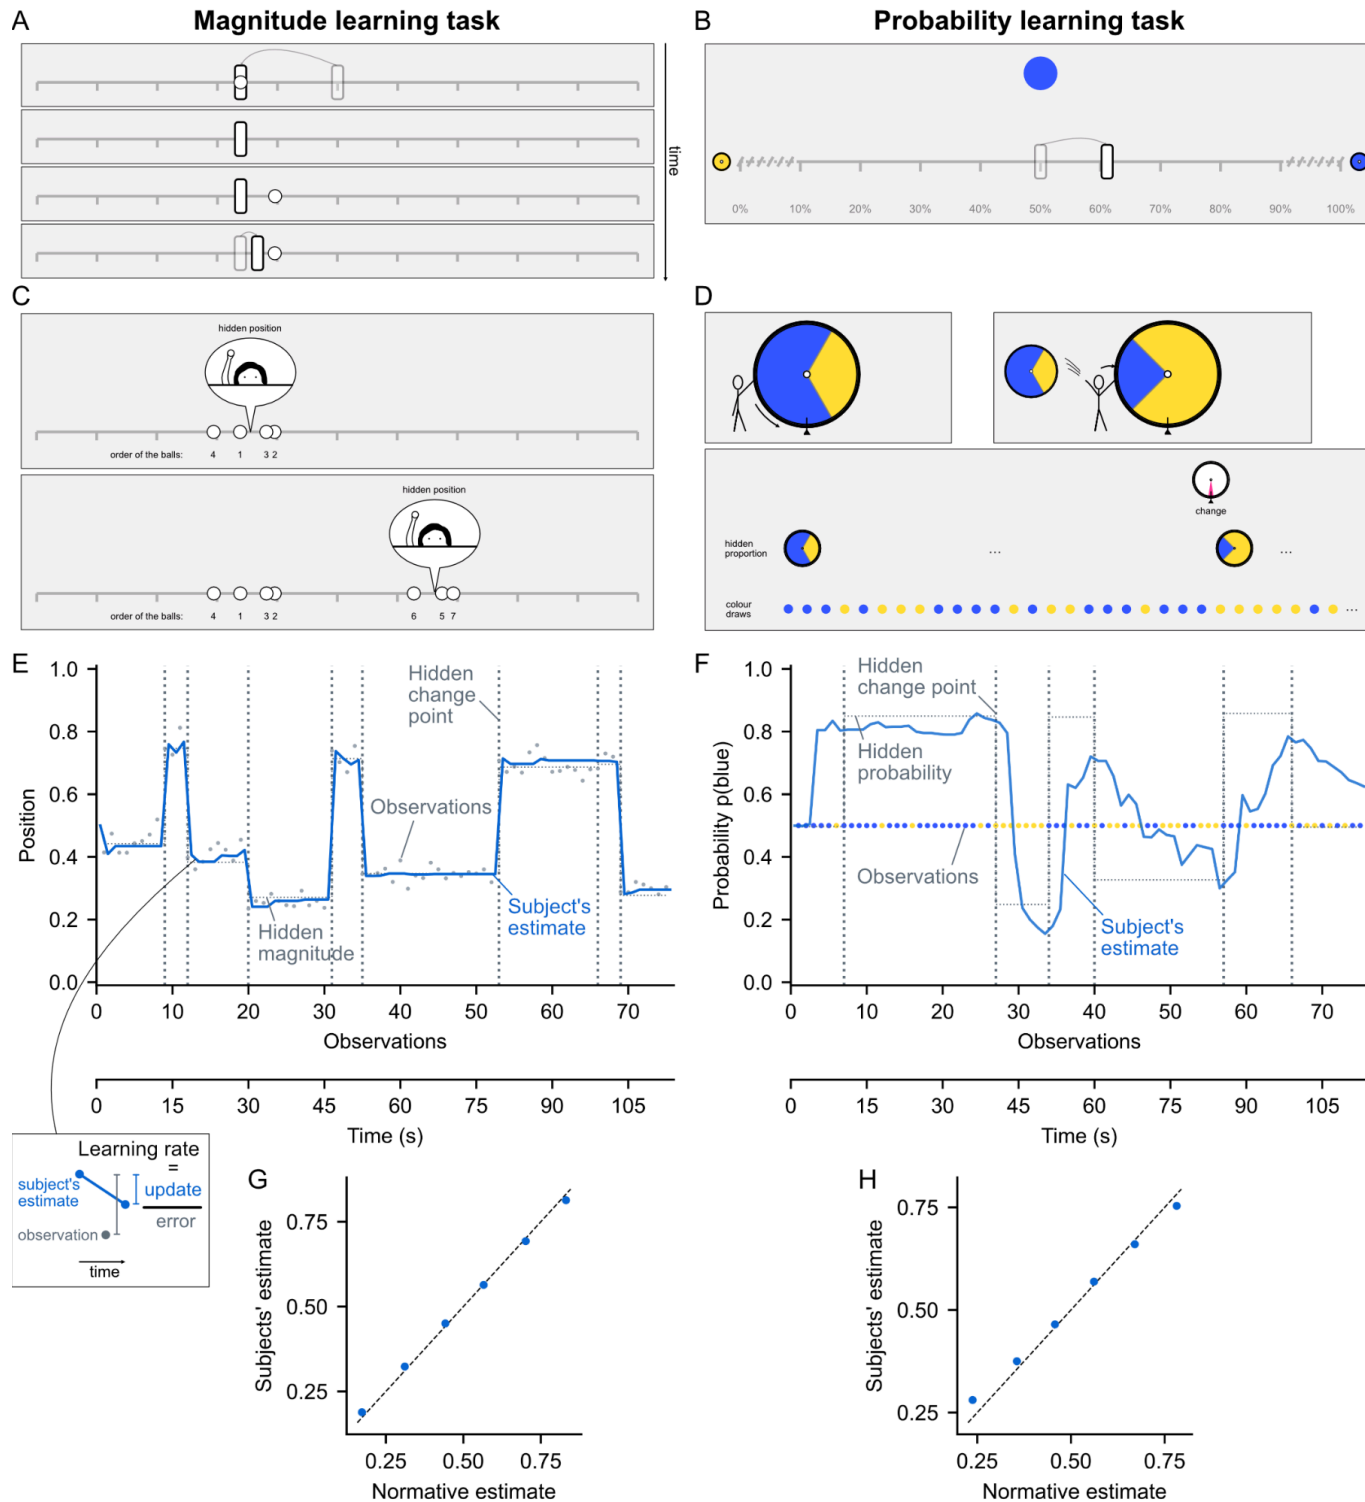 A
Magnitude learning task
time
B
Probability learning task
0% 10% 20% 30% 40% 50% 60% 70% 80% 90% 100%
C
hidden position
order of the balls: 4 1 3 2
hidden position
order of the balls: 4 1 3 2 6 5 7
D
change
hidden
proportion
... ...
colour
draws
...
E
Position
1.0
0.8
0.6
0.4
0.2
0.0
Hidden
change
point
Observations
Subject's
estimate
Hidden
magnitude
0 10 20 30 40 50 60 70
Observations
0 15 30 45 60 75 90 105
Time (s)
Learning rate
=
update
error
subject's
estimate
observation
time
F
Probability p(blue)
1.0
0.8
0.6
0.4
0.2
0.0
Hidden
change point
Hidden
probability
Observations
Subject's
estimate
0 10 20 30 40 50 60 70
Observations
0 15 30 45 60 75 90 105
Time (s)
G
Subjects' estimate
0.75
0.50
0.25
0.25 0.50 0.75
Normative estimate
H
Subjects' estimate
0.75
0.50
0.25
0.25 0.50 0.75
Normative estimate